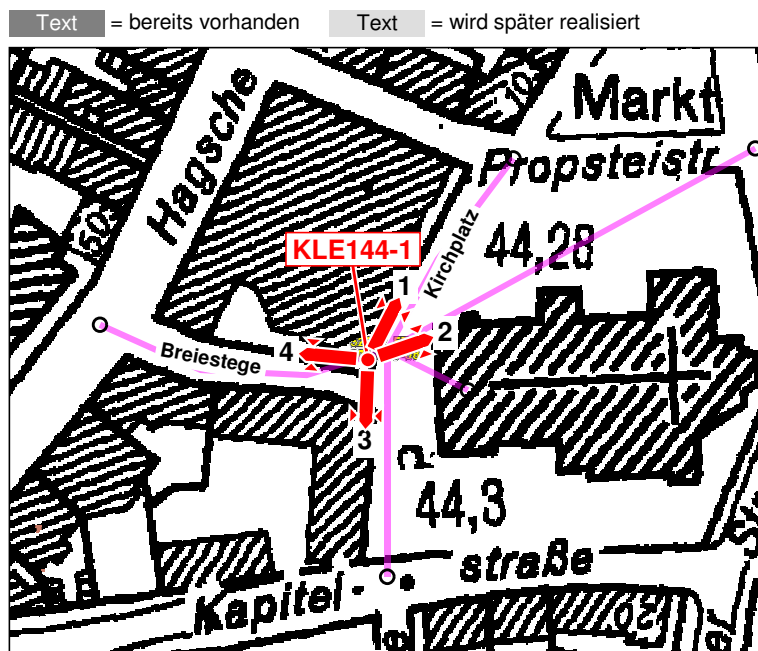 Text = bereits vorhanden Text = wird später realisiert
Markt
Hagsche
Propsteistr
Kirchplatz
44,28
KLE144-1
1
2
Breiestege
4
3
44,3
straße
Kapitel-